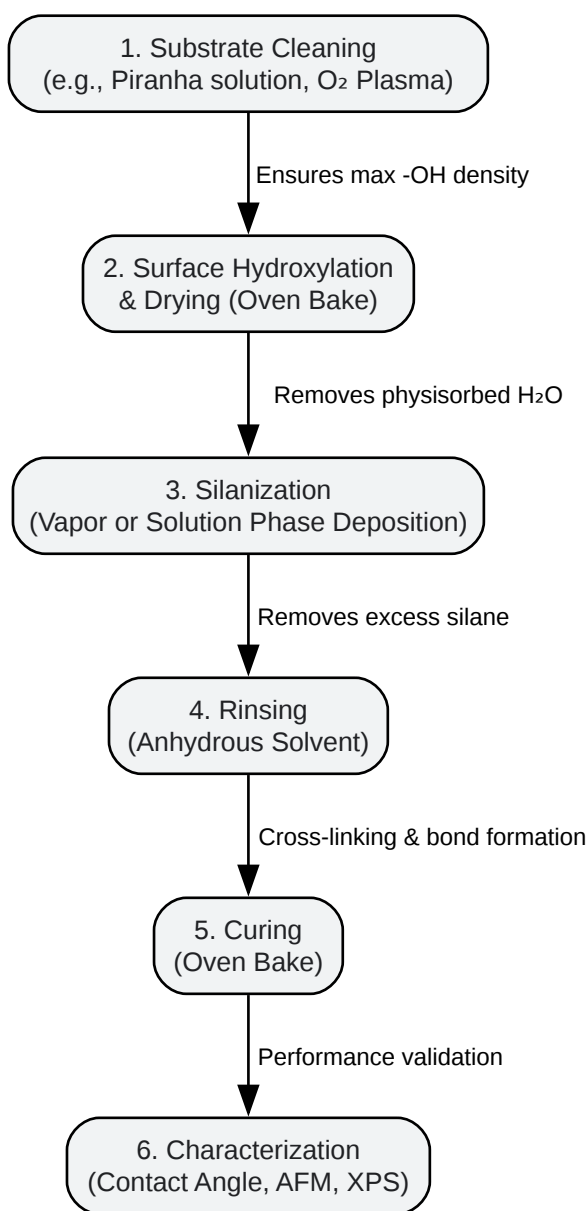 1. Substrate Cleaning
(e.g., Piranha solution, O₂ Plasma)
Ensures max -OH density
2. Surface Hydroxylation
& Drying (Oven Bake)
Removes physisorbed H₂O
3. Silanization
(Vapor or Solution Phase Deposition)
Removes excess silane
4. Rinsing
(Anhydrous Solvent)
Cross-linking & bond formation
5. Curing
(Oven Bake)
Performance validation
6. Characterization
(Contact Angle, AFM, XPS)